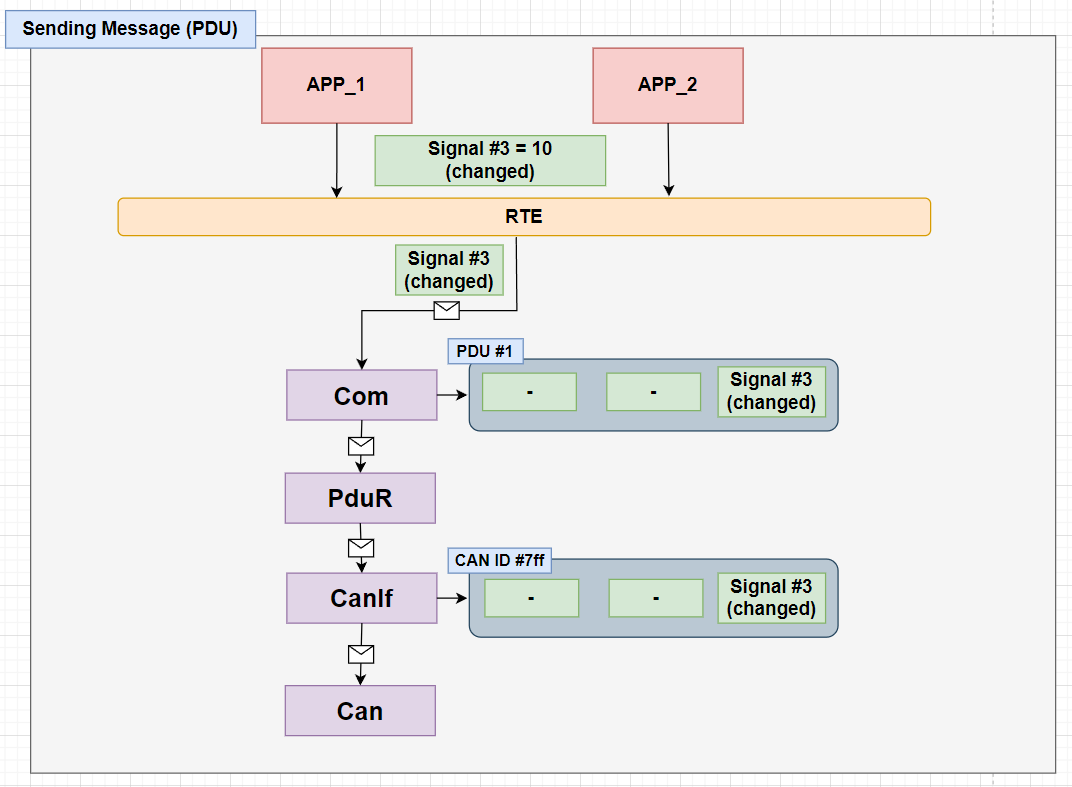 Sending Message (PDU)
APP_1
APP_2
Signal #3 = 10
(changed)
RTE
Signal #3
(changed)
PDU #1
Com
-
-
Signal #3
(changed)
PduR
CAN ID #7ff
CanIf
-
-
Signal #3
(changed)
Can